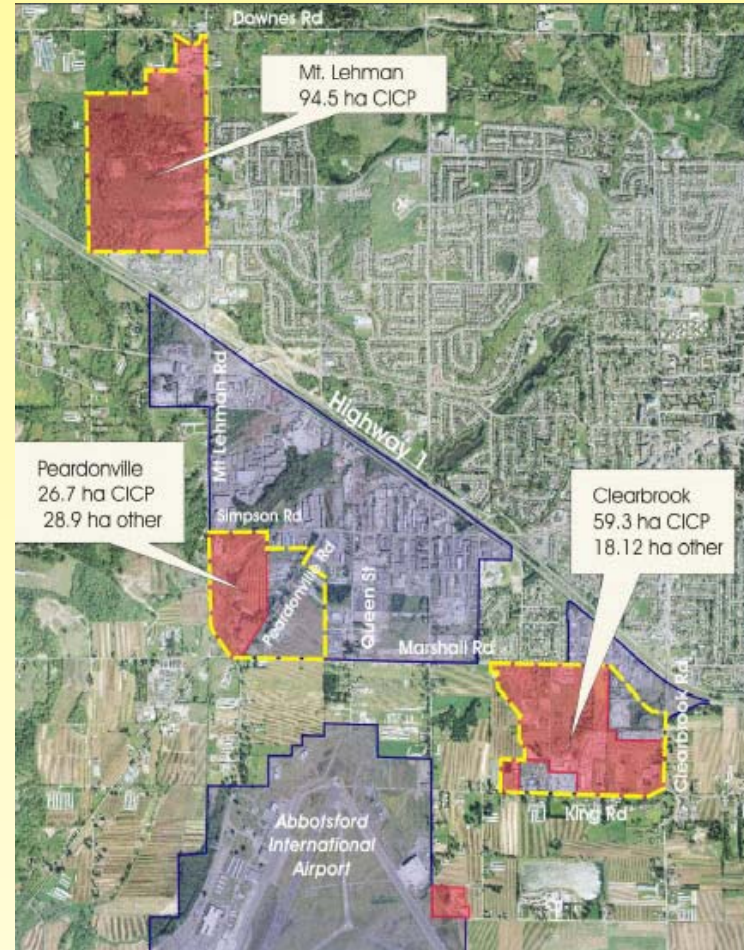 Downes Rd
Mt. Lehman
94.5 ha CICP
Mt Lehman Rd
Highway 1
Peardonville
26.7 ha CICP
28.9 ha other
Clearbrook
59.3 ha CICP
18.12 ha other
Simpson Rd
Peardonville Rd
Queen St
Marshall Rd
Clearbrook Rd
King Rd
Abbotsford
International
Airport